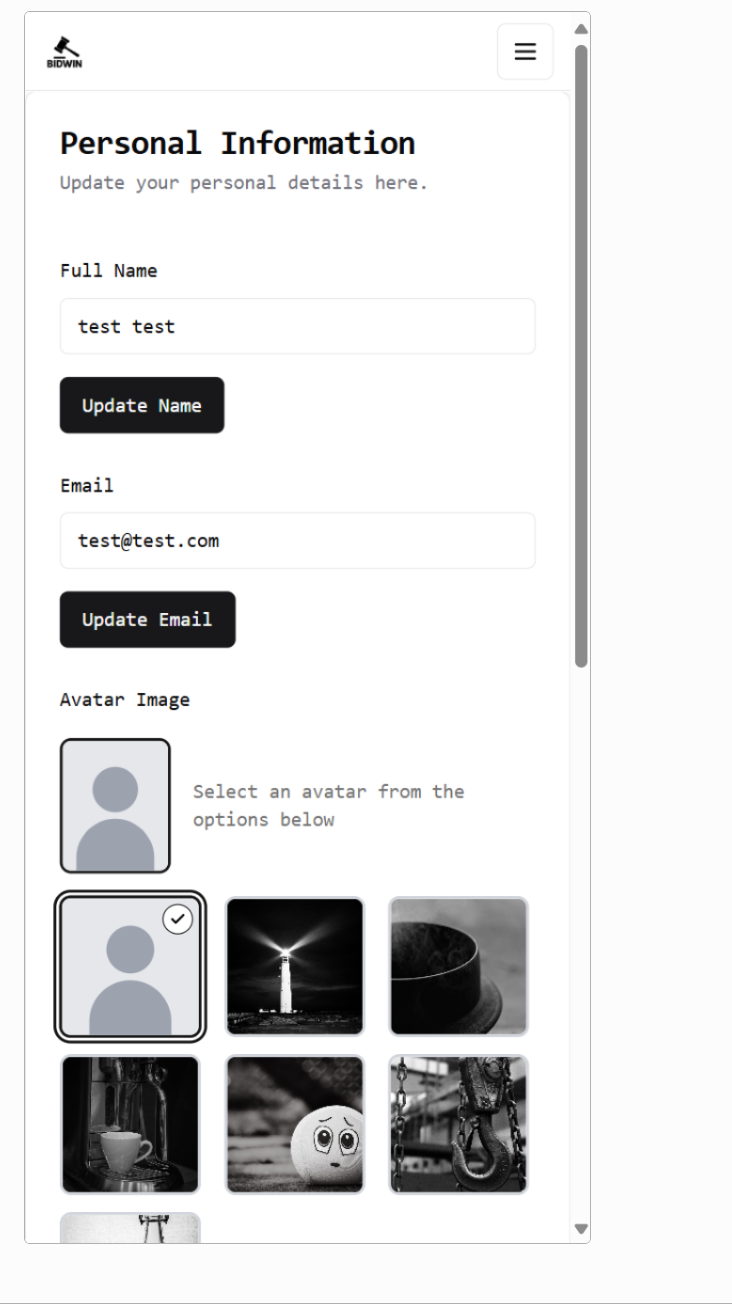 BIDWIN
Personal Information
Update your personal details here.
Full Name
test test
Update Name
Email
test@test.com
Update Email
Avatar Image
Select an avatar from the
options below